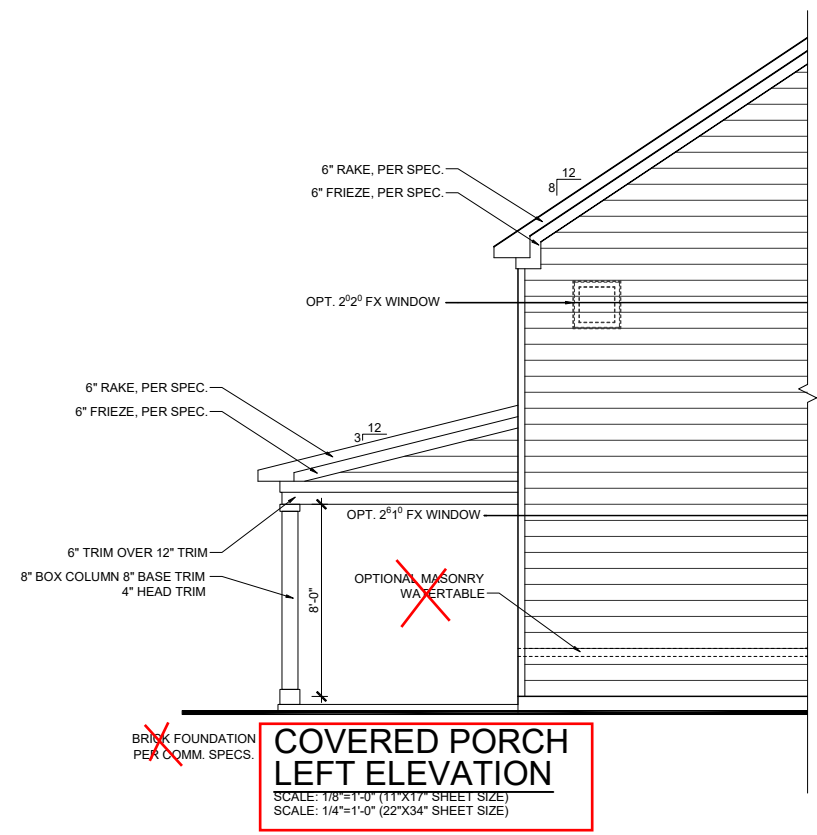 12
6" RAKE, PER SPEC.
8
6" FRIEZE, PER SPEC.
OPT. 2⁰2⁰ FX WINDOW
6" RAKE, PER SPEC.
6" FRIEZE, PER SPEC.
12
3
OPT. 2⁶1⁰ FX WINDOW
6" TRIM OVER 12" TRIM
8" BOX COLUMN 8" BASE TRIM
4" HEAD TRIM
8'-0"
OPTIONAL MASONRY
WATERTABLE
BRICK FOUNDATION
PER COMM. SPECS.
COVERED PORCH
LEFT ELEVATION
SCALE: 1/8"=1'-0" (11"X17" SHEET SIZE)
SCALE: 1/4"=1'-0" (22"X34" SHEET SIZE)